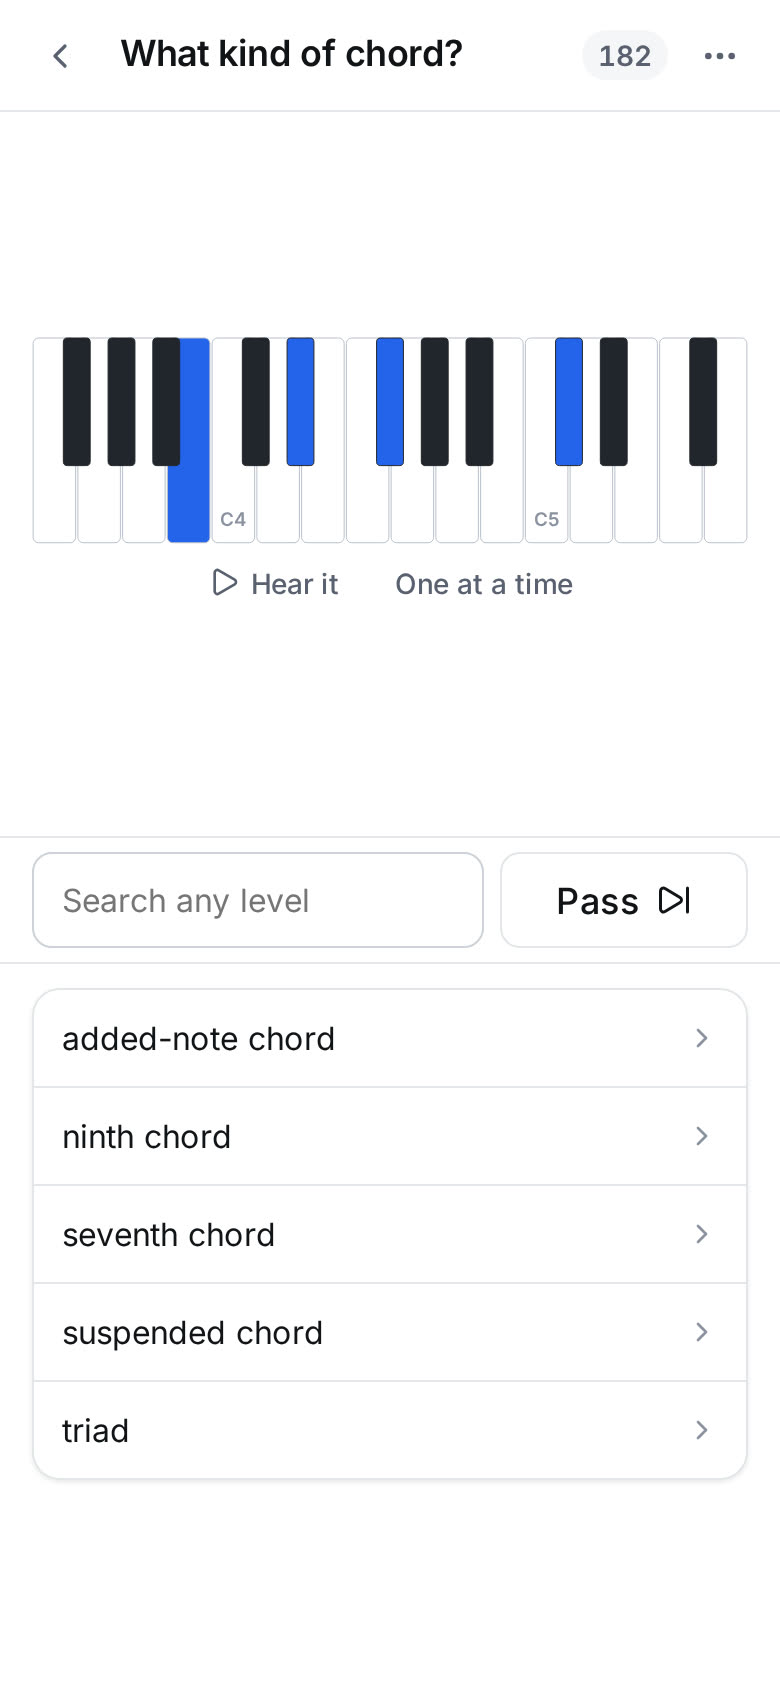 What kind of chord?
182
C4
C5
Hear it
One at a time
Search any level
Pass
added-note chord
ninth chord
seventh chord
suspended chord
triad